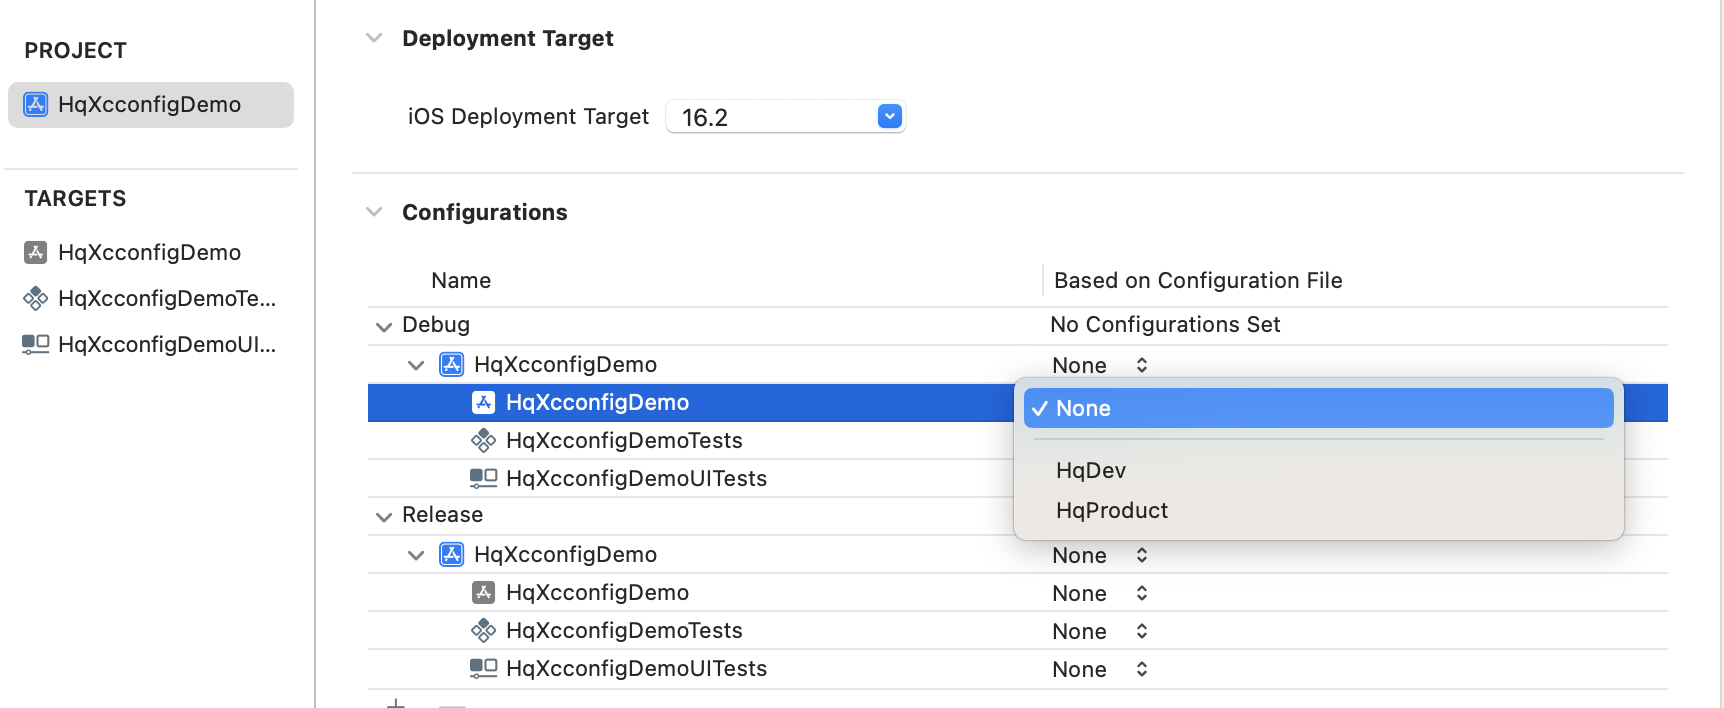 PROJECT
HqXcconfigDemo
TARGETS
HqXcconfigDemo
HqXcconfigDemoTe...
HqXcconfigDemoUI...
Deployment Target
iOS Deployment Target 16.2
Configurations
Name Based on Configuration File
Debug No Configurations Set
HqXcconfigDemo None
HqXcconfigDemo None
HqXcconfigDemoTests HqDev
HqXcconfigDemoUITests
Release HqProduct
HqXcconfigDemo None
HqXcconfigDemo None
HqXcconfigDemoTests None
HqXcconfigDemoUITests None